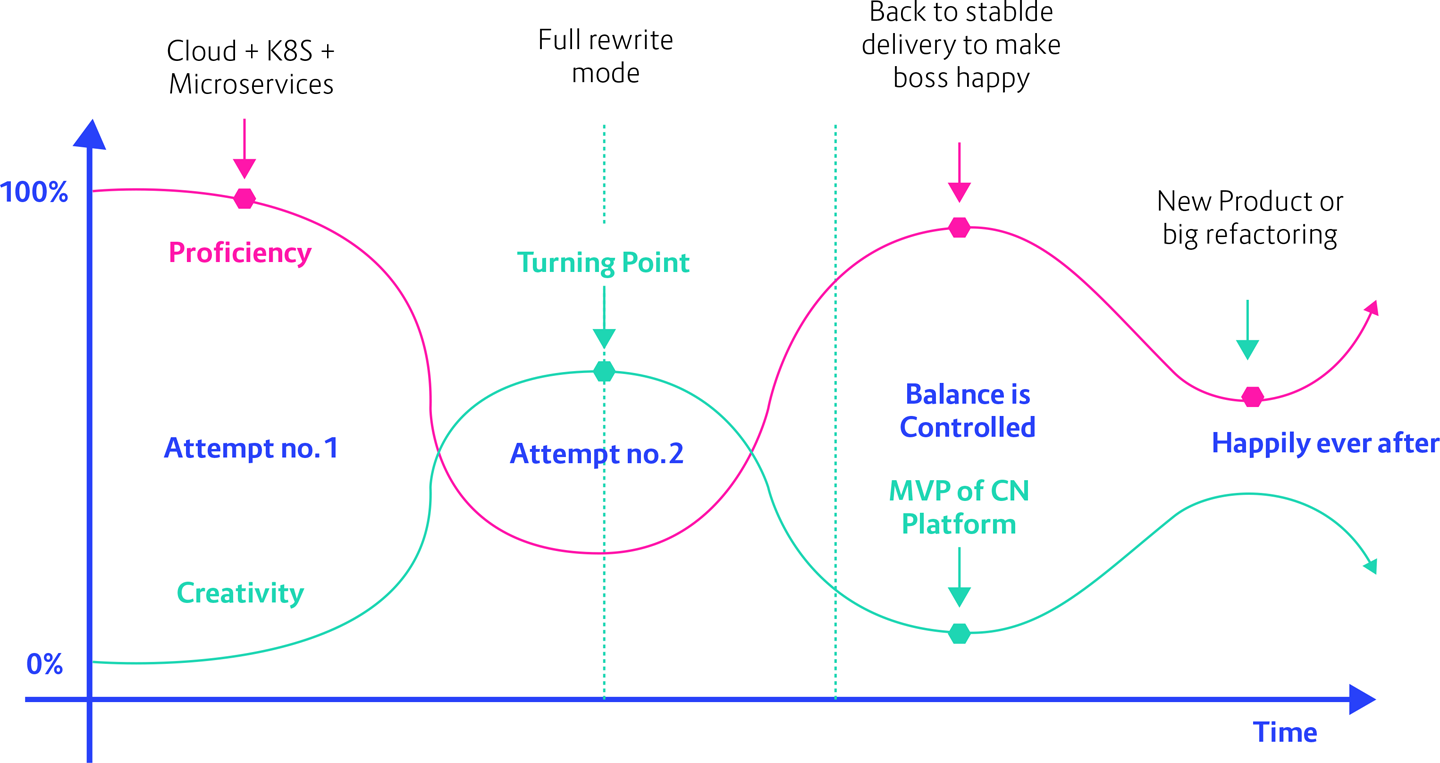 Cloud + K8S +
Microservices
Full rewrite
mode
Back to stablde
delivery to make
boss happy
100%
New Product or
big refactoring
Proficiency
Turning Point
Attempt no.1
Attempt no.2
Balance is
Controlled
Happily ever after
MVP of CN
Platform
Creativity
0%
Time